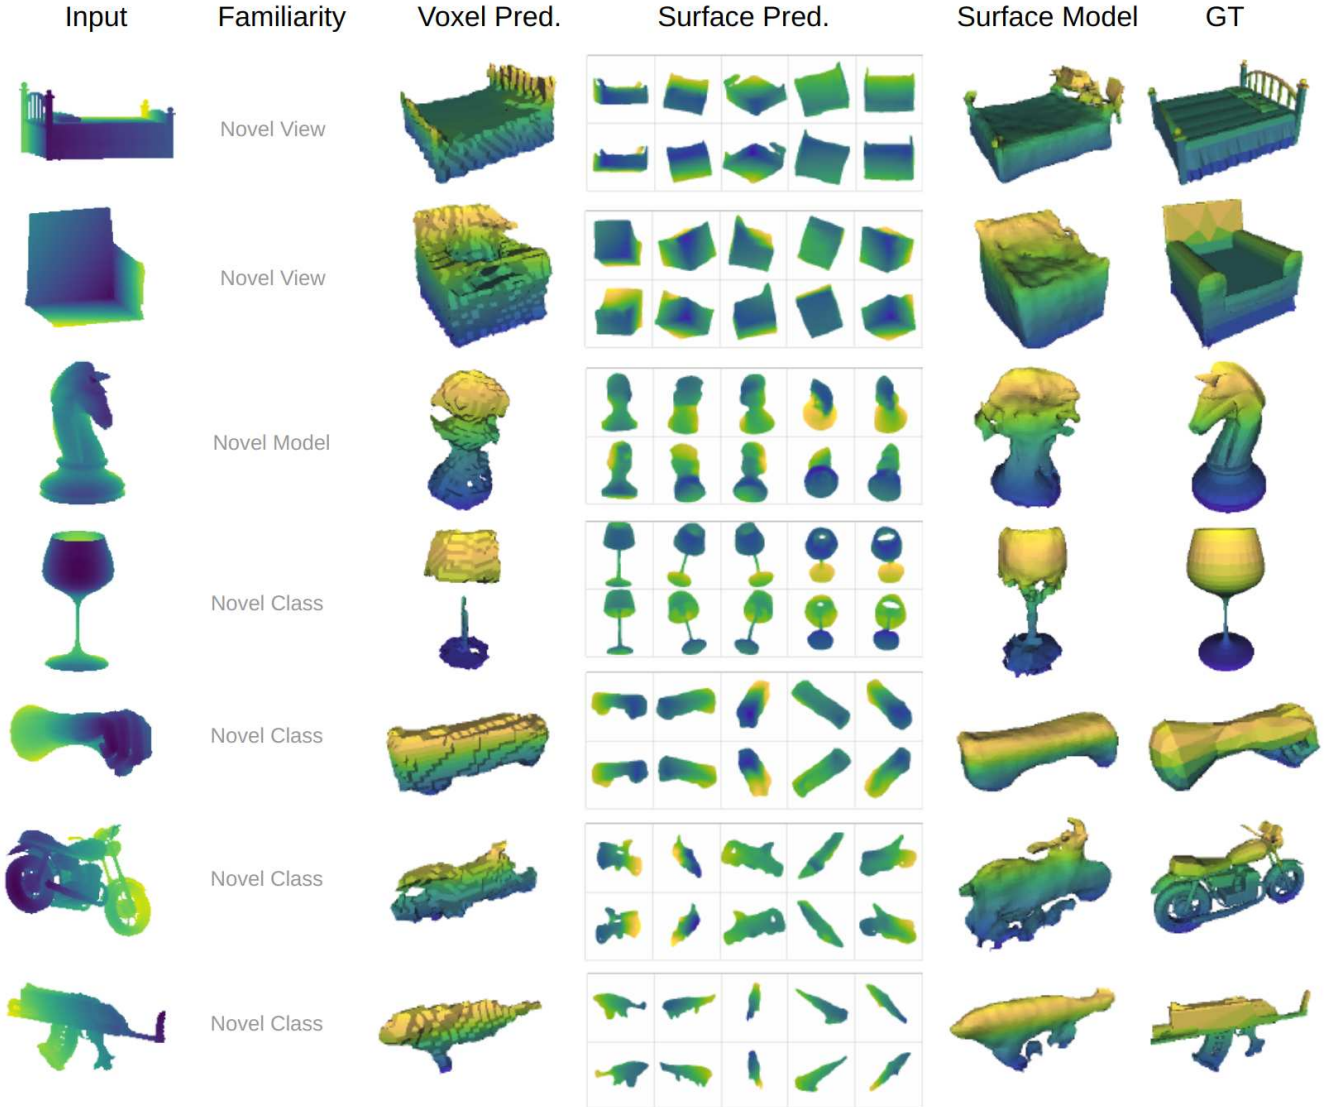 Input Familiarity Voxel Pred. Surface Pred. Surface Model GT
Novel View
Novel View
Novel Model
Novel Class
Novel Class
Novel Class
Novel Class